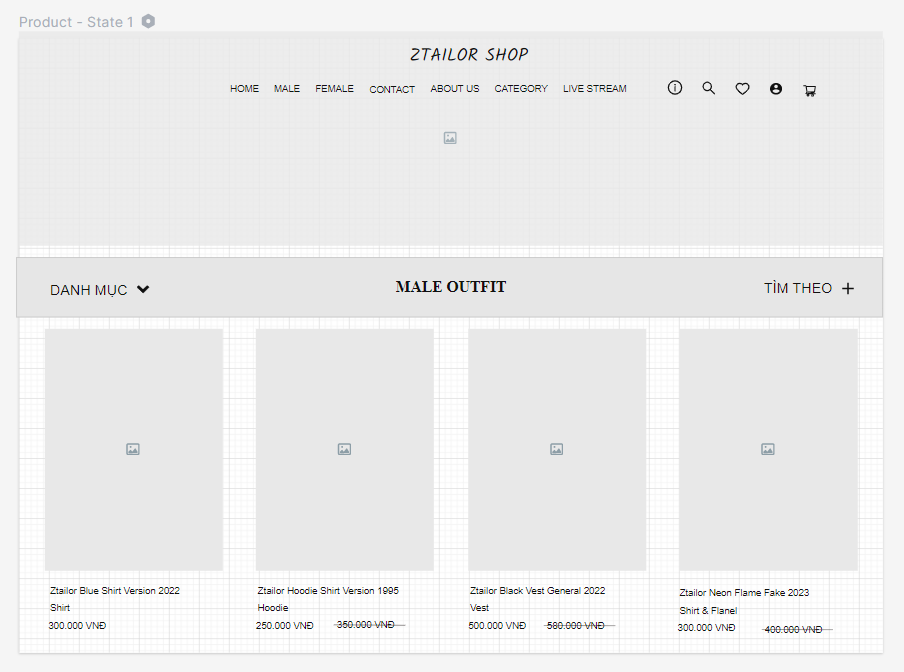 Product - State 1
ZTAILOR SHOP
HOME MALE FEMALE CONTACT ABOUT US CATEGORY LIVE STREAM
DANH MỤC MALE OUTFIT TÌM THEO
Ztailor Blue Shirt Version 2022
Shirt
300.000 VNĐ
Ztailor Hoodie Shirt Version 1995
Hoodie
250.000 VNĐ 350.000 VNĐ
Ztailor Black Vest General 2022
Vest
500.000 VNĐ 580.000 VNĐ
Ztailor Neon Flame Fake 2023
Shirt & Flanel
300.000 VNĐ 400.000 VNĐ